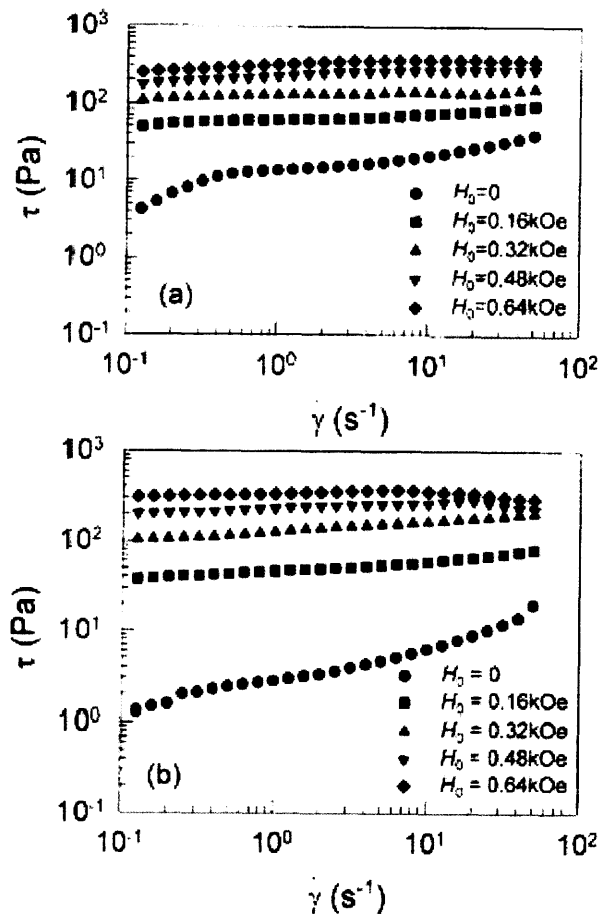 10³
10²
10¹
10⁰
10⁻¹
τ (Pa)
H₀=0
H₀=0.16kOe
H₀=0.32kOe
H₀=0.48kOe
H₀=0.64kOe
(a)
10⁻¹ 10⁰ 10¹ 10²
γ̇ (s⁻¹)
10³
10²
10¹
10⁰
10⁻¹
τ (Pa)
H₀ = 0
H₀ = 0.16kOe
H₀ = 0.32kOe
H₀ = 0.48kOe
H₀ = 0.64kOe
(b)
10⁻¹ 10⁰ 10¹ 10²
γ̇ (s⁻¹)